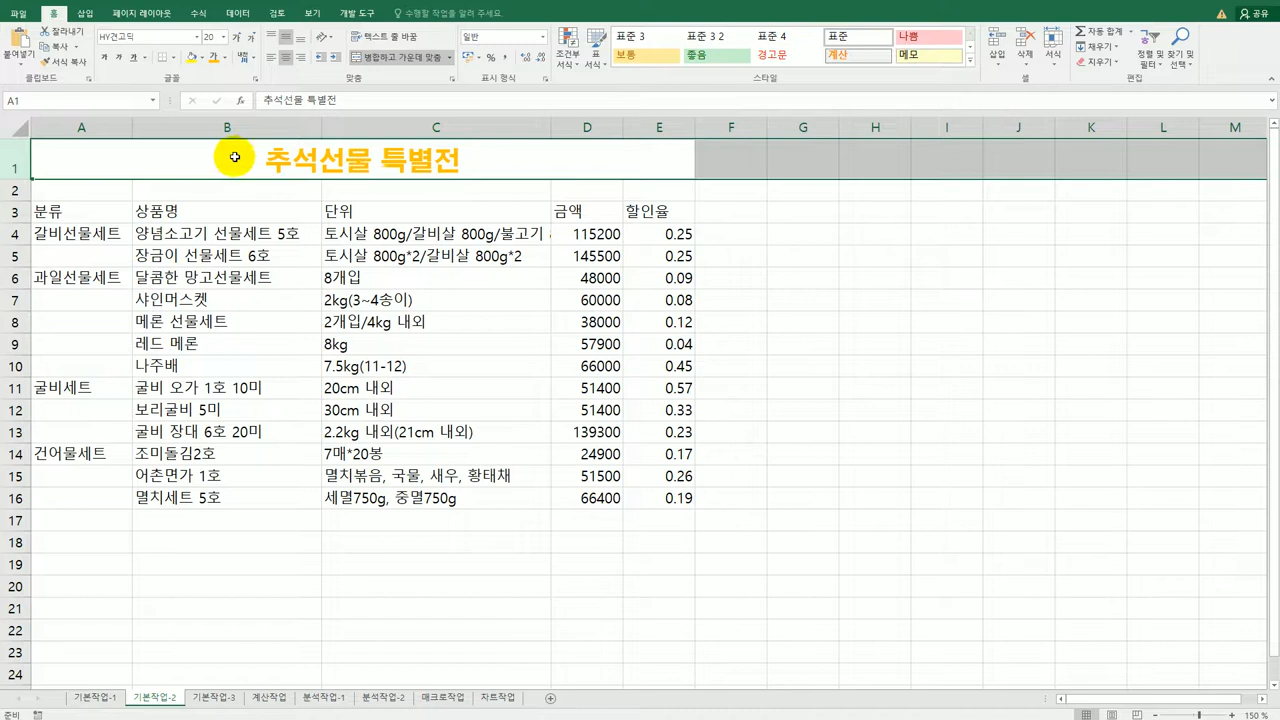 파일 홈 삽입 페이지 레이아웃 수식 데이터 검토 보기 개발 도구 수행할 작업을 알려 주세요 공유
붙여넣기 잘라내기 복사 서식 복사 클립보드
HY견고딕 20 가 가 가 가 글꼴
텍스트 줄 바꿈 병합하고 가운데 맞춤 맞춤
일반 % 표시 형식
조건부 서식 표 서식 표준 3 표준 3 2 표준 4 표준 나쁨
보통 좋음 경고문 계산 메모 스타일
삽입 삭제 서식 셀
자동 합계 채우기 지우기 정렬 및 필터 찾기 및 선택 편집
A1 fx 추석선물 특별전
A B C D E F G H I J K L M
1 추석선물 특별전
2
3 분류 상품명 단위 금액 할인율
4 갈비선물세트 양념소고기 선물세트 5호 토시살 800g/갈비살 800g/불고기 115200 0.25
5 장금이 선물세트 6호 토시살 800g*2/갈비살 800g*2 145500 0.25
6 과일선물세트 달콤한 망고선물세트 8개입 48000 0.09
7 샤인머스켓 2kg(3~4송이) 60000 0.08
8 메론 선물세트 2개입/4kg 내외 38000 0.12
9 레드 메론 8kg 57900 0.04
10 나주배 7.5kg(11-12) 66000 0.45
11 굴비세트 굴비 오가 1호 10미 20cm 내외 51400 0.57
12 보리굴비 5미 30cm 내외 51400 0.33
13 굴비 장대 6호 20미 2.2kg 내외(21cm 내외) 139300 0.23
14 건어물세트 조미돌김2호 7매*20봉 24900 0.17
15 어촌면가 1호 멸치볶음, 국물, 새우, 황태채 51500 0.26
16 멸치세트 5호 세멸750g, 중멸750g 66400 0.19
17
18
19
20
21
22
23
24
기본작업-1 기본작업-2 기본작업-3 계산작업 분석작업-1 분석작업-2 매크로작업 차트작업
준비 150 %